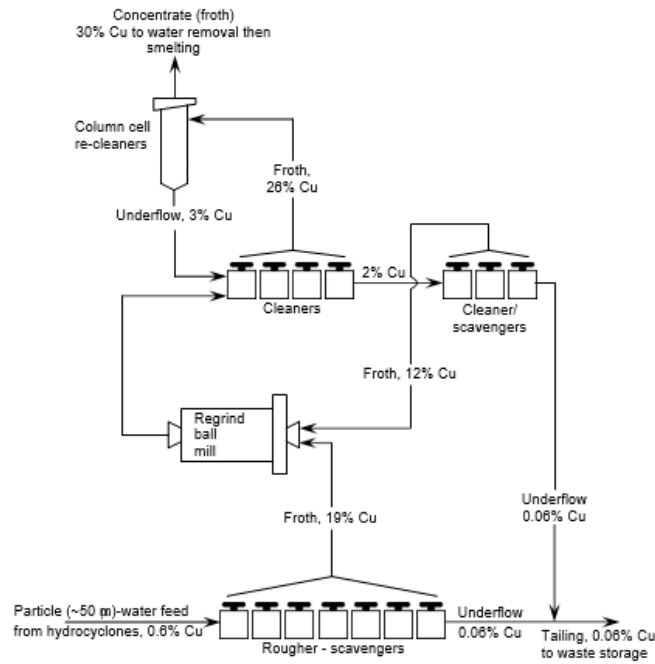 Concentrate (froth)
30% Cu to water removal then
smelting
Column cell
re-cleaners
Froth,
26% Cu
Underflow, 3% Cu
2% Cu
Cleaners
Cleaner/
scavengers
Froth, 12% Cu
Regrind
ball
mill
Froth, 19% Cu
Underflow
0.06% Cu
Particle (~50 m)-water feed
from hydrocyclones, 0.6% Cu
Rougher - scavengers
Underflow
0.06% Cu
Tailing, 0.06% Cu
to waste storage